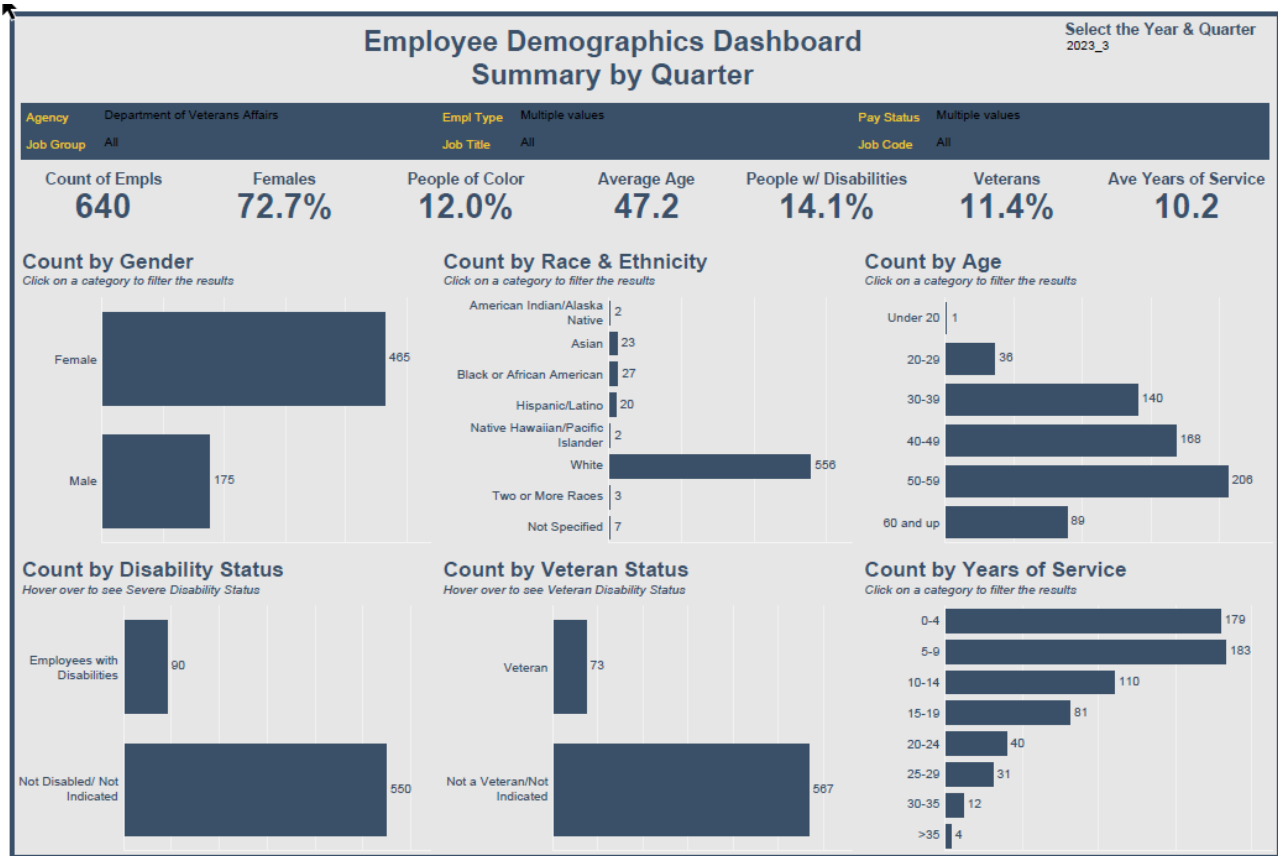 Employee Demographics Dashboard
Summary by Quarter
Select the Year & Quarter
2023_3
Agency Department of Veterans Affairs Empl Type Multiple values Pay Status Multiple values
Job Group All Job Title All Job Code All
Count of Empls Females People of Color Average Age People w/ Disabilities Veterans Ave Years of Service
640 72.7% 12.0% 47.2 14.1% 11.4% 10.2
Count by Gender
Click on a category to filter the results
Female 465
Male 175
Count by Race & Ethnicity
Click on a category to filter the results
American Indian/Alaska
Native 2
Asian 23
Black or African American 27
Hispanic/Latino 20
Native Hawaiian/Pacific
Islander 2
White 556
Two or More Races 3
Not Specified 7
Count by Age
Click on a category to filter the results
Under 20 1
20-29 36
30-39 140
40-49 168
50-59 206
60 and up 89
Count by Disability Status
Hover over to see Severe Disability Status
Employees with
Disabilities 90
Not Disabled/ Not
Indicated 550
Count by Veteran Status
Hover over to see Veteran Disability Status
Veteran 73
Not a Veteran/Not
Indicated 567
Count by Years of Service
Click on a category to filter the results
0-4 179
5-9 183
10-14 110
15-19 81
20-24 40
25-29 31
30-35 12
>35 4